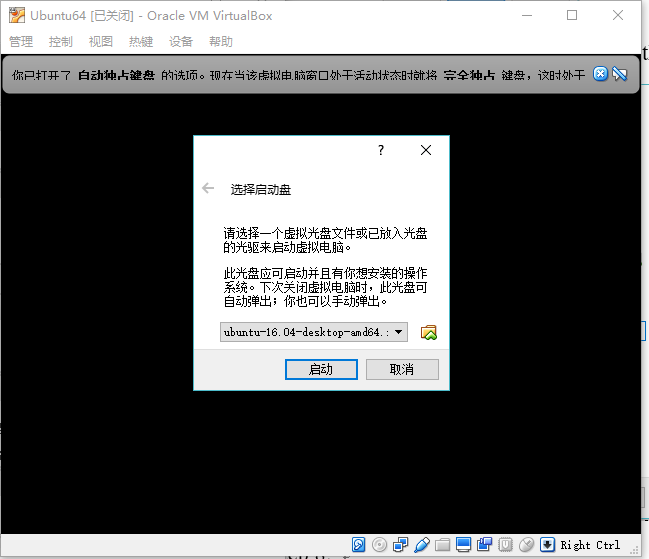 Ubuntu64 [已关闭] - Oracle VM VirtualBox
管理 控制 视图 热键 设备 帮助
你已打开了 自动独占键盘 的选项。现在当该虚拟电脑窗口处于活动状态时就将 完全独占 键盘，这时处于
?
选择启动盘
请选择一个虚拟光盘文件或已放入光盘
的光驱来启动虚拟电脑。
此光盘应可启动并且有你想安装的操作
系统。下次关闭虚拟电脑时，此光盘可
自动弹出；你也可以手动弹出。
ubuntu-16.04-desktop-amd64.:
启动 取消
Right Ctrl